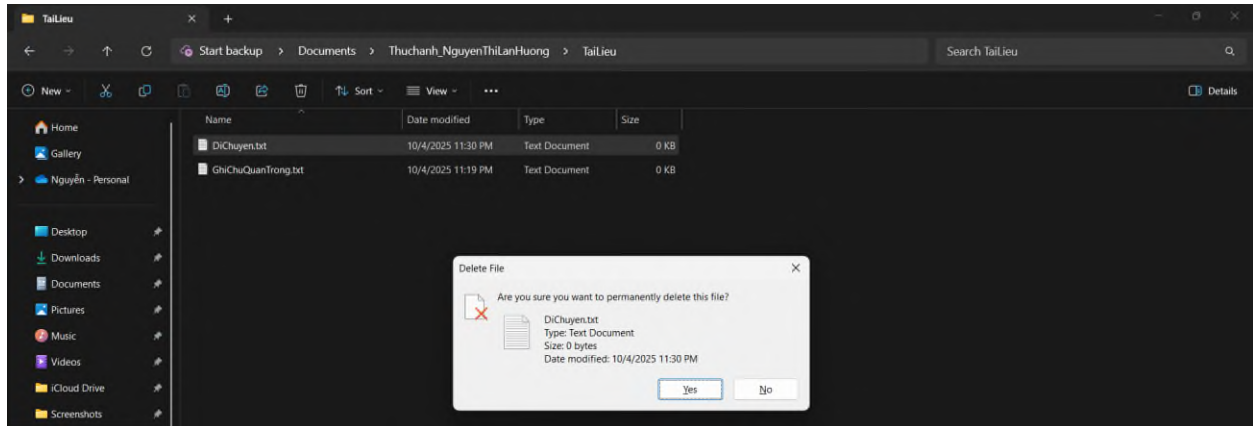 TaiLieu
Start backup > Documents > Thuchanh_NguyenThiLanHuong > TaiLieu
Search TaiLieu
New
Sort
View
Details
Name Date modified Type Size
DiChuyen.txt 10/4/2025 11:30 PM Text Document 0 KB
GhiChuQuanTrong.txt 10/4/2025 11:19 PM Text Document 0 KB
Home
Gallery
Nguyễn - Personal
Desktop
Downloads
Documents
Pictures
Music
Videos
iCloud Drive
Screenshots
Delete File
Are you sure you want to permanently delete this file?
DiChuyen.txt
Type: Text Document
Size: 0 bytes
Date modified: 10/4/2025 11:30 PM
Yes
No